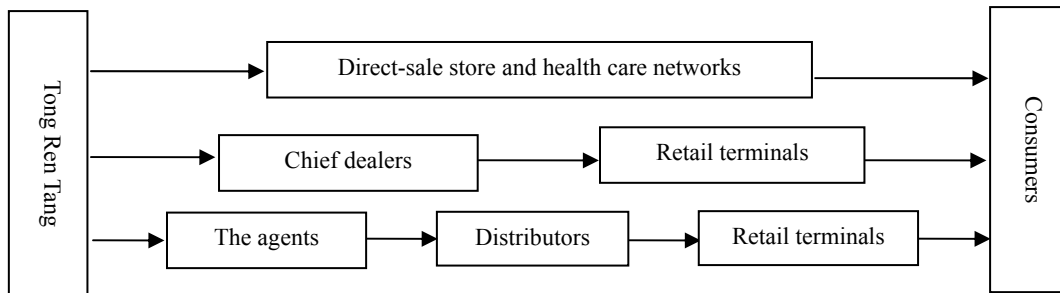 Tong Ren Tang
Direct-sale store and health care networks
Consumers
Chief dealers
Retail terminals
The agents
Distributors
Retail terminals